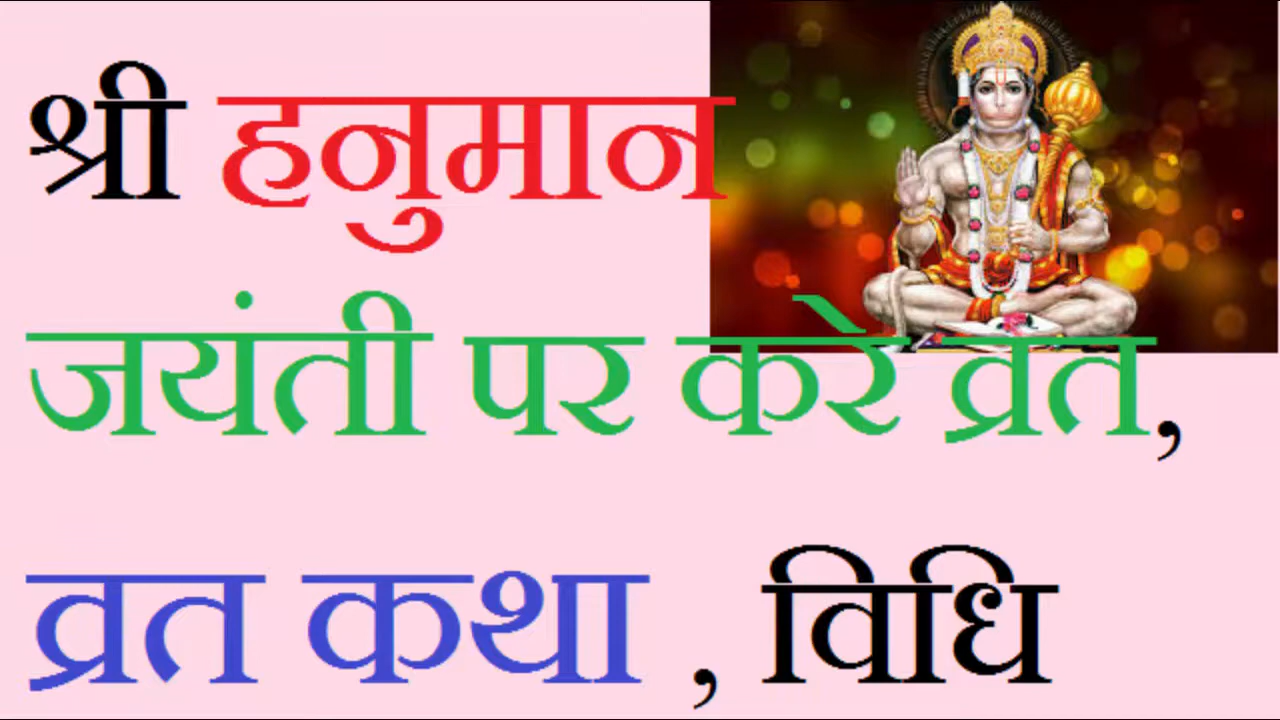 श्री हनुमान
जयंती पर करे व्रत,
व्रत कथा , विधि